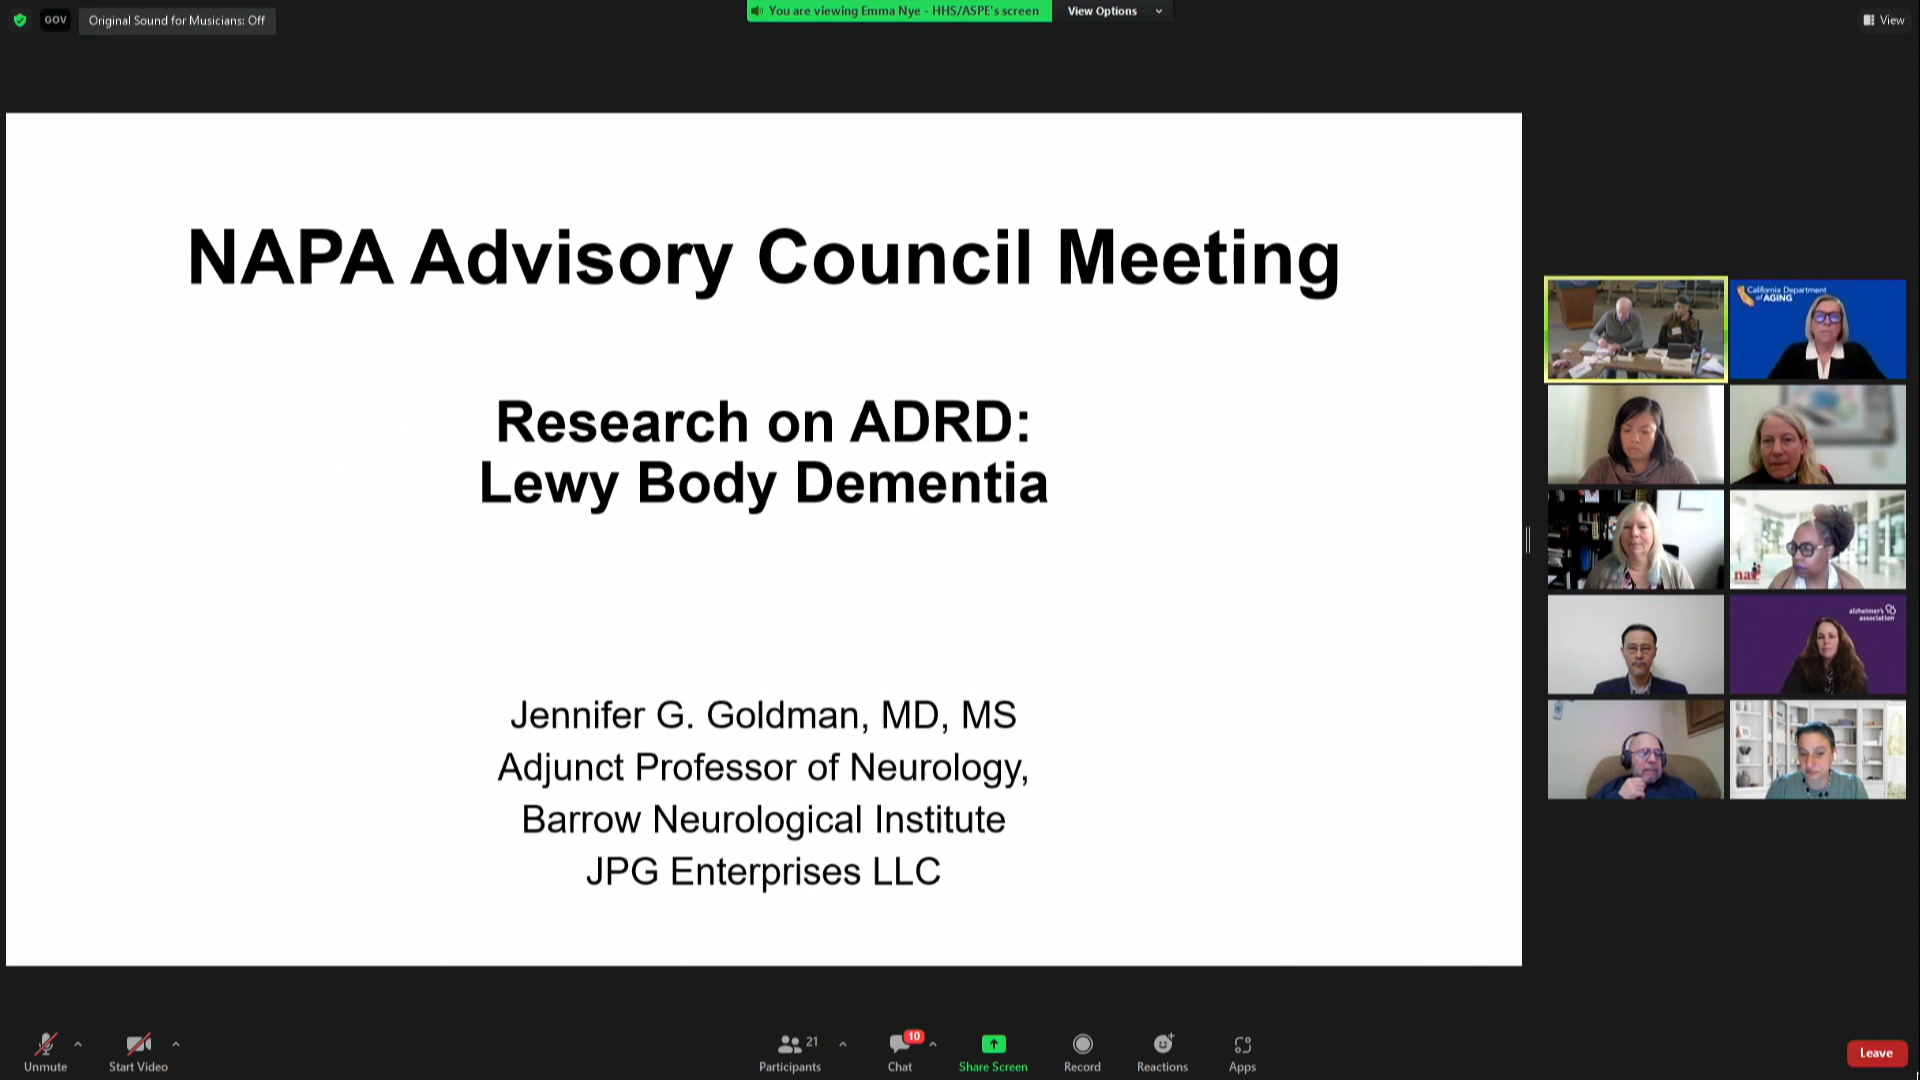 GOV
Original Sound for Musicians: Off
You are viewing Emma Nye - HHS/ASPE's screen
View Options
View
NAPA Advisory Council Meeting
Research on ADRD:
Lewy Body Dementia
Jennifer G. Goldman, MD, MS
Adjunct Professor of Neurology,
Barrow Neurological Institute
JPG Enterprises LLC
California Department
of AGING
alzheimer's
association
Unmute
Start Video
21
Participants
10
Chat
Share Screen
Record
Reactions
Apps
Leave